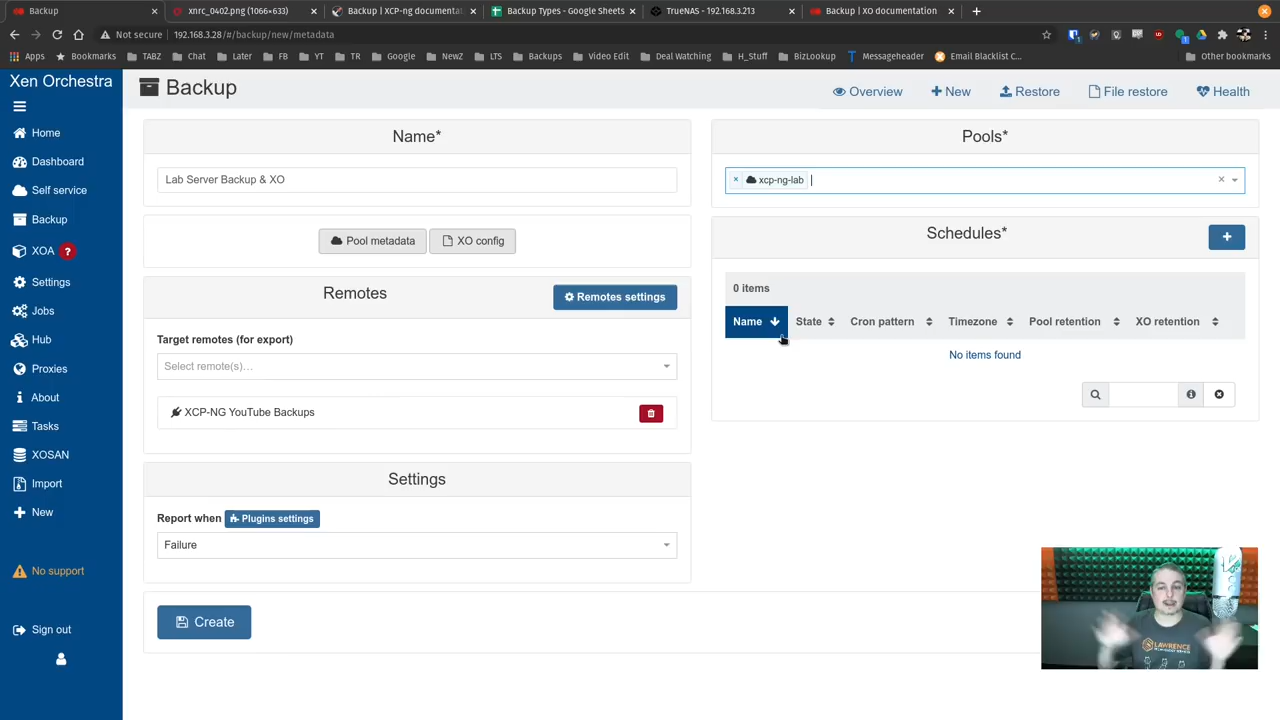 Backup
xnrc_0402.png (1066×633)
Backup | XCP-ng documenta
Backup Types - Google Sheets
TrueNAS - 192.168.3.213
Backup | XO documentation
Not secure | 192.168.3.28/#/backup/new/metadata
Apps
Bookmarks
TABZ
Chat
Later
FB
YT
TR
Google
NewZ
LTS
Backups
Video Edit
Deal Watching
H_Stuff
BizLookup
Messageheader
Email Blacklist C...
Other bookmarks
Xen Orchestra
Home
Dashboard
Self service
Backup
XOA ?
Settings
Jobs
Hub
Proxies
About
Tasks
XOSAN
Import
New
No support
Sign out
Backup
Overview
New
Restore
File restore
Health
Name*
Lab Server Backup & XO
Pool metadata
XO config
Remotes
Remotes settings
Target remotes (for export)
Select remote(s)...
XCP-NG YouTube Backups
Settings
Report when Plugins settings
Failure
Create
Pools*
× xcp-ng-lab
Schedules*
0 items
Name
State
Cron pattern
Timezone
Pool retention
XO retention
No items found
LAWRENCE